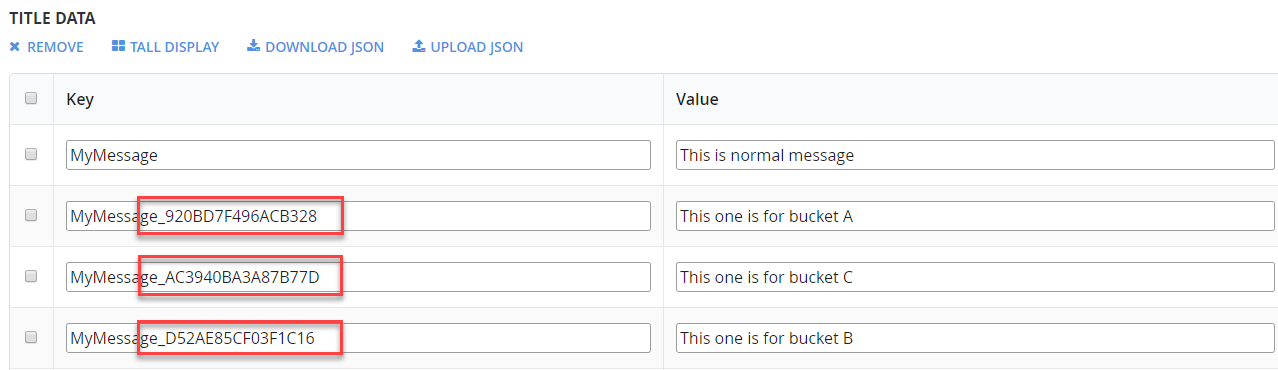 TITLE DATA
REMOVE TALL DISPLAY DOWNLOAD JSON UPLOAD JSON
Key Value
MyMessage This is normal message
MyMessage_920BD7F496ACB328 This one is for bucket A
MyMessage_AC3940BA3A87B77D This one is for bucket C
MyMessage_D52AE85CF03F1C16 This one is for bucket B